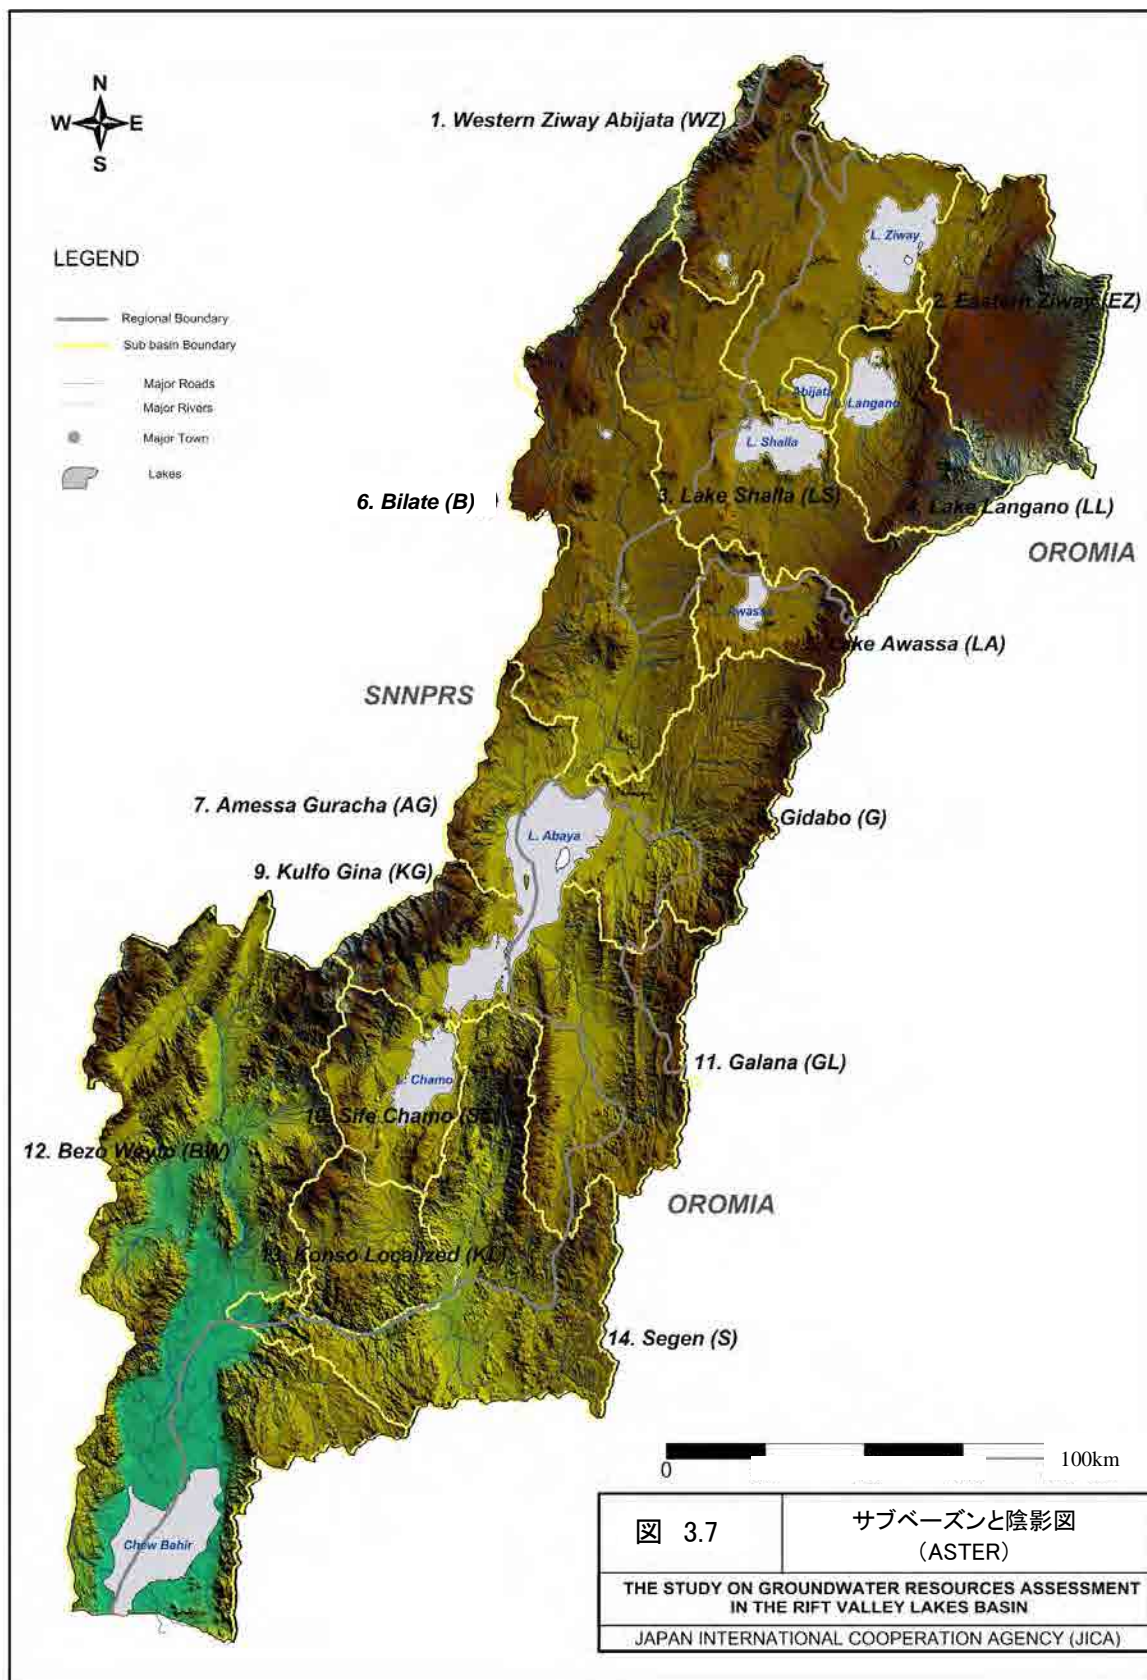 N
W E
S
1. Western Ziway Abijata (WZ)
LEGEND
Regional Boundary
Sub basin Boundary
Major Roads
Major Rivers
Major Town
Lakes
L. Ziway
2. Eastern Ziway (EZ)
Abijata
Langano
L. Shalla
6. Bilate (B)
3. Lake Shalla (LS)
4. Lake Langano (LL)
OROMIA
Awassa
Lake Awassa (LA)
SNNPRS
7. Amessa Guracha (AG)
Gidabo (G)
L. Abaya
9. Kulfo Gina (KG)
11. Galana (GL)
L. Chamo
10. Sife Chamo
12. Bezo Weyto (BW)
OROMIA
13. Konso Localized (KL)
14. Segen (S)
0 100km
Chew Bahir
図 3.7
サブベーズンと陰影図
(ASTER)
THE STUDY ON GROUNDWATER RESOURCES ASSESSMENT
IN THE RIFT VALLEY LAKES BASIN
JAPAN INTERNATIONAL COOPERATION AGENCY (JICA)